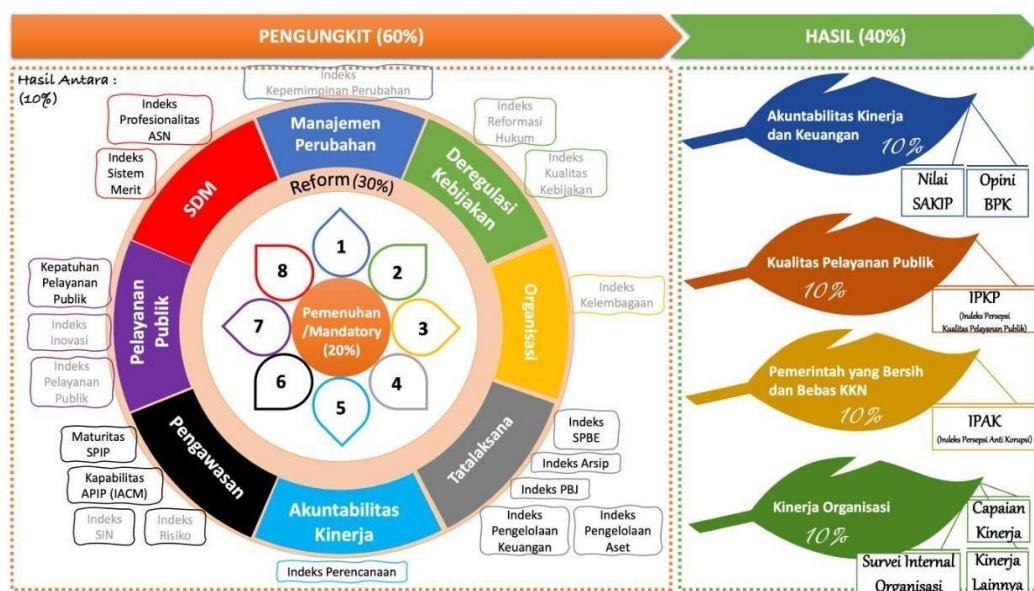 PENGUNGKIT (60%)
HASIL (40%)
Hasil Antara :
(10%)
Indeks
Kepemimpinan Perubahan
Indeks
Profesionalitas
ASN
Indeks
Sistem
Merit
Indeks
Reformasi
Hukum
Indeks
Kualitas
Kebijakan
Manajemen
Perubahan
Deregulasi
Kebijakan
Organisasi
Tatalaksana
Akuntabilitas
Kinerja
Pengawasan
Pelayanan
Publik
SDM
Reform (30%)
1
2
3
4
5
6
7
8
Pemenuhan
/Mandatory
(20%)
Kepatuhan
Pelayanan
Publik
Indeks
Inovasi
Indeks
Pelayanan
Publik
Indeks
Kelembagaan
Maturitas
SPIP
Kapabilitas
APIP (IACM)
Indeks
SIN
Indeks
Risiko
Indeks
SPBE
Indeks Arsip
Indeks PBJ
Indeks
Pengelolaan
Keuangan
Indeks
Pengelolaan
Aset
Indeks Perencanaan
Akuntabilitas Kinerja
dan Keuangan
10%
Nilai
SAKIP
Opini
BPK
Kualitas Pelayanan Publik
10%
IPKP
(Indeks Persepsi
Kualitas Pelayanan Publik)
Pemerintah yang Bersih
dan Bebas KKN
10%
IPAK
(Indeks Persepsi Anti Korupsi)
Kinerja Organisasi
10%
Capaian
Kinerja
Survei Internal
Organisasi
Kinerja
Lainnya